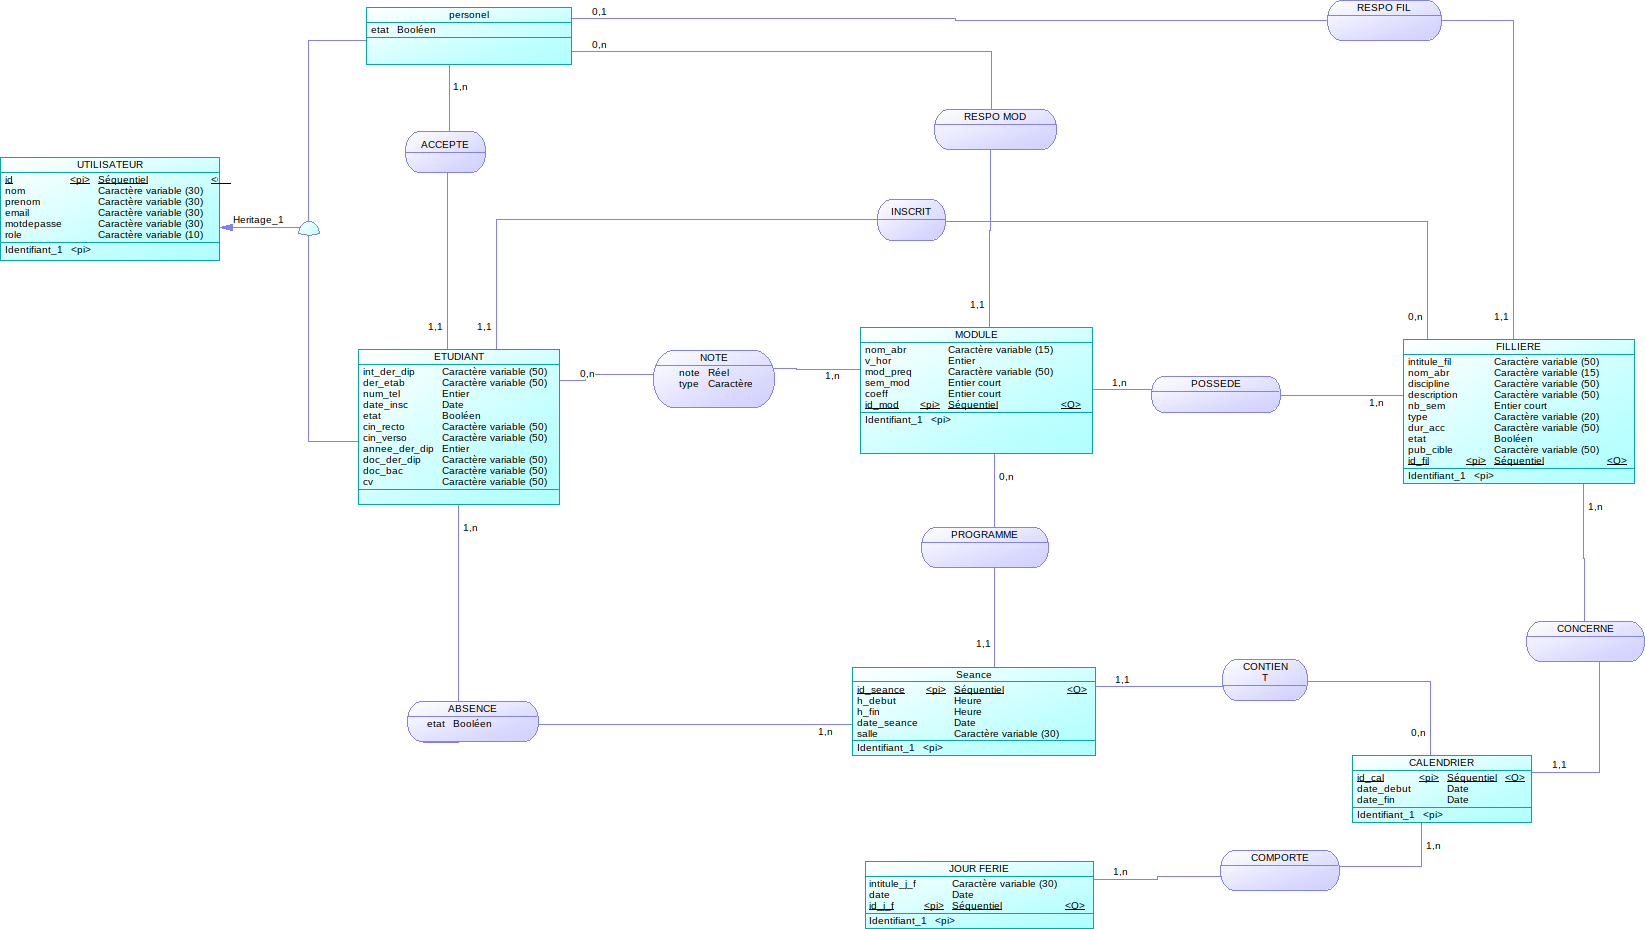 personel
etat Booléen
0,1
0,n
1,n
RESPO FIL
RESPO MOD
ACCEPTE
UTILISATEUR
id <pi> Séquentiel <
nom Caractère variable (30)
prenom Caractère variable (30)
email Caractère variable (30)
motdepasse Caractère variable (30)
role Caractère variable (10)
Identifiant_1 <pi>
Heritage_1
INSCRIT
1,1
1,1
1,1
0,n
1,1
ETUDIANT
int_der_dip Caractère variable (50)
der_etab Caractère variable (50)
num_tel Entier
date_insc Date
etat Booléen
cin_recto Caractère variable (50)
cin_verso Caractère variable (50)
annee_der_dip Entier
doc_der_dip Caractère variable (50)
doc_bac Caractère variable (50)
cv Caractère variable (50)
0,n
NOTE
note Réel
type Caractère
1,n
MODULE
nom_abr Caractère variable (15)
v_hor Entier
mod_preq Caractère variable (50)
sem_mod Entier court
coeff Entier court
id_mod <pi> Séquentiel <O>
Identifiant_1 <pi>
1,n
POSSEDE
1,n
FILLIERE
intitule_fil Caractère variable (50)
nom_abr Caractère variable (15)
discipline Caractère variable (50)
description Caractère variable (50)
nb_sem Entier court
type Caractère variable (20)
dur_acc Caractère variable (50)
etat Booléen
pub_cible Caractère variable (50)
id_fil <pi> Séquentiel <O>
Identifiant_1 <pi>
1,n
0,n
1,n
PROGRAMME
CONCERNE
1,1
Seance
id_seance <pi> Séquentiel <O>
h_debut Heure
h_fin Heure
date_seance Date
salle Caractère variable (30)
Identifiant_1 <pi>
1,1
CONTIEN
T
ABSENCE
etat Booléen
1,n
0,n
1,1
CALENDRIER
id_cal <pi> Séquentiel <O>
date_debut Date
date_fin Date
Identifiant_1 <pi>
1,n
COMPORTE
1,n
JOUR FERIE
intitule_j_f Caractère variable (30)
date Date
id_j_f <pi> Séquentiel <O>
Identifiant_1 <pi>